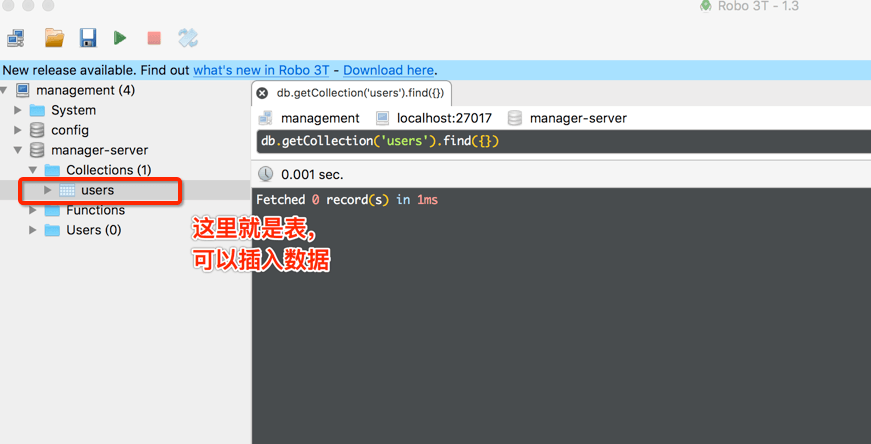 Robo 3T - 1.3
New release available. Find out what's new in Robo 3T - Download here.
management (4)
System
config
manager-server
Collections (1)
users
Functions
Users (0)
db.getCollection('users').find({})
management localhost:27017 manager-server
db.getCollection('users').find({})
0.001 sec.
Fetched 0 record(s) in 1ms
这里就是表，
可以插入数据